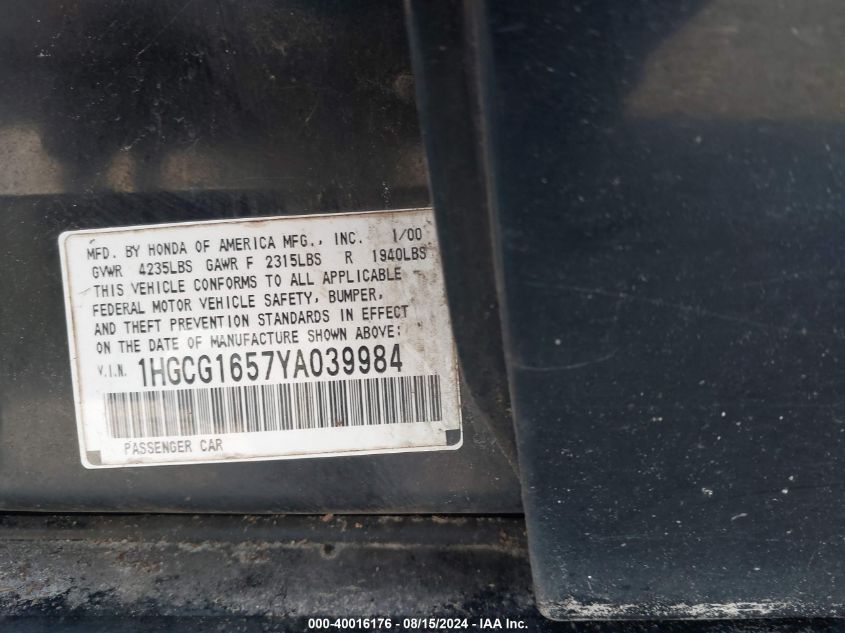 MFD. BY HONDA OF AMERICA MFG., INC. 1/00
GVWR 4235LBS GAWR F 2315LBS R 1940LBS
THIS VEHICLE CONFORMS TO ALL APPLICABLE
FEDERAL MOTOR VEHICLE SAFETY, BUMPER,
AND THEFT PREVENTION STANDARDS IN EFFECT
ON THE DATE OF MANUFACTURE SHOWN ABOVE:
V.I.N. 1HGCG1657YA039984
PASSENGER CAR
000-40016176 - 08/15/2024 - IAA Inc.